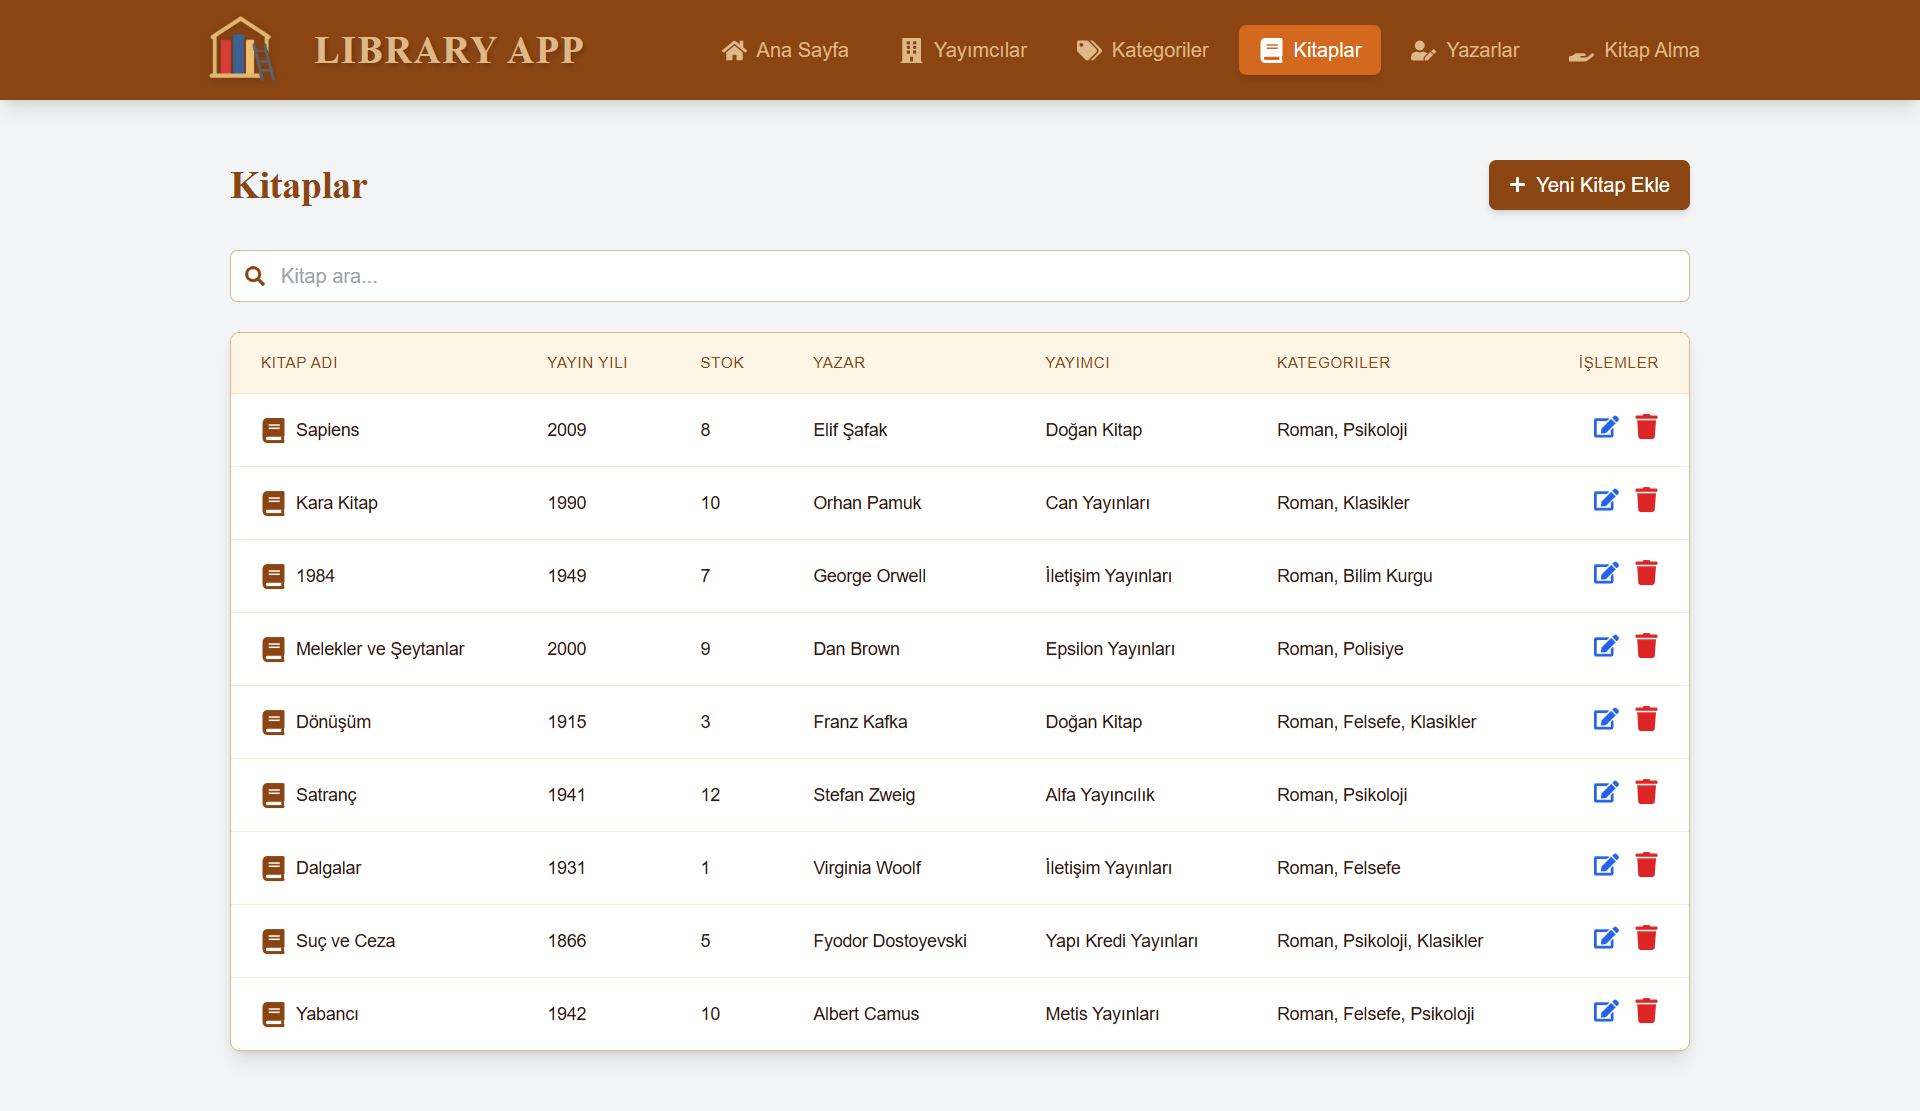 LIBRARY APP
Ana Sayfa
Yayımcılar
Kategoriler
Kitaplar
Yazarlar
Kitap Alma
Kitaplar
Yeni Kitap Ekle
Kitap ara...
KITAP ADI YAYIN YILI STOK YAZAR YAYIMCI KATEGORILER İŞLEMLER
Sapiens 2009 8 Elif Şafak Doğan Kitap Roman, Psikoloji
Kara Kitap 1990 10 Orhan Pamuk Can Yayınları Roman, Klasikler
1984 1949 7 George Orwell İletişim Yayınları Roman, Bilim Kurgu
Melekler ve Şeytanlar 2000 9 Dan Brown Epsilon Yayınları Roman, Polisiye
Dönüşüm 1915 3 Franz Kafka Doğan Kitap Roman, Felsefe, Klasikler
Satranç 1941 12 Stefan Zweig Alfa Yayıncılık Roman, Psikoloji
Dalgalar 1931 1 Virginia Woolf İletişim Yayınları Roman, Felsefe
Suç ve Ceza 1866 5 Fyodor Dostoyevski Yapı Kredi Yayınları Roman, Psikoloji, Klasikler
Yabancı 1942 10 Albert Camus Metis Yayınları Roman, Felsefe, Psikoloji